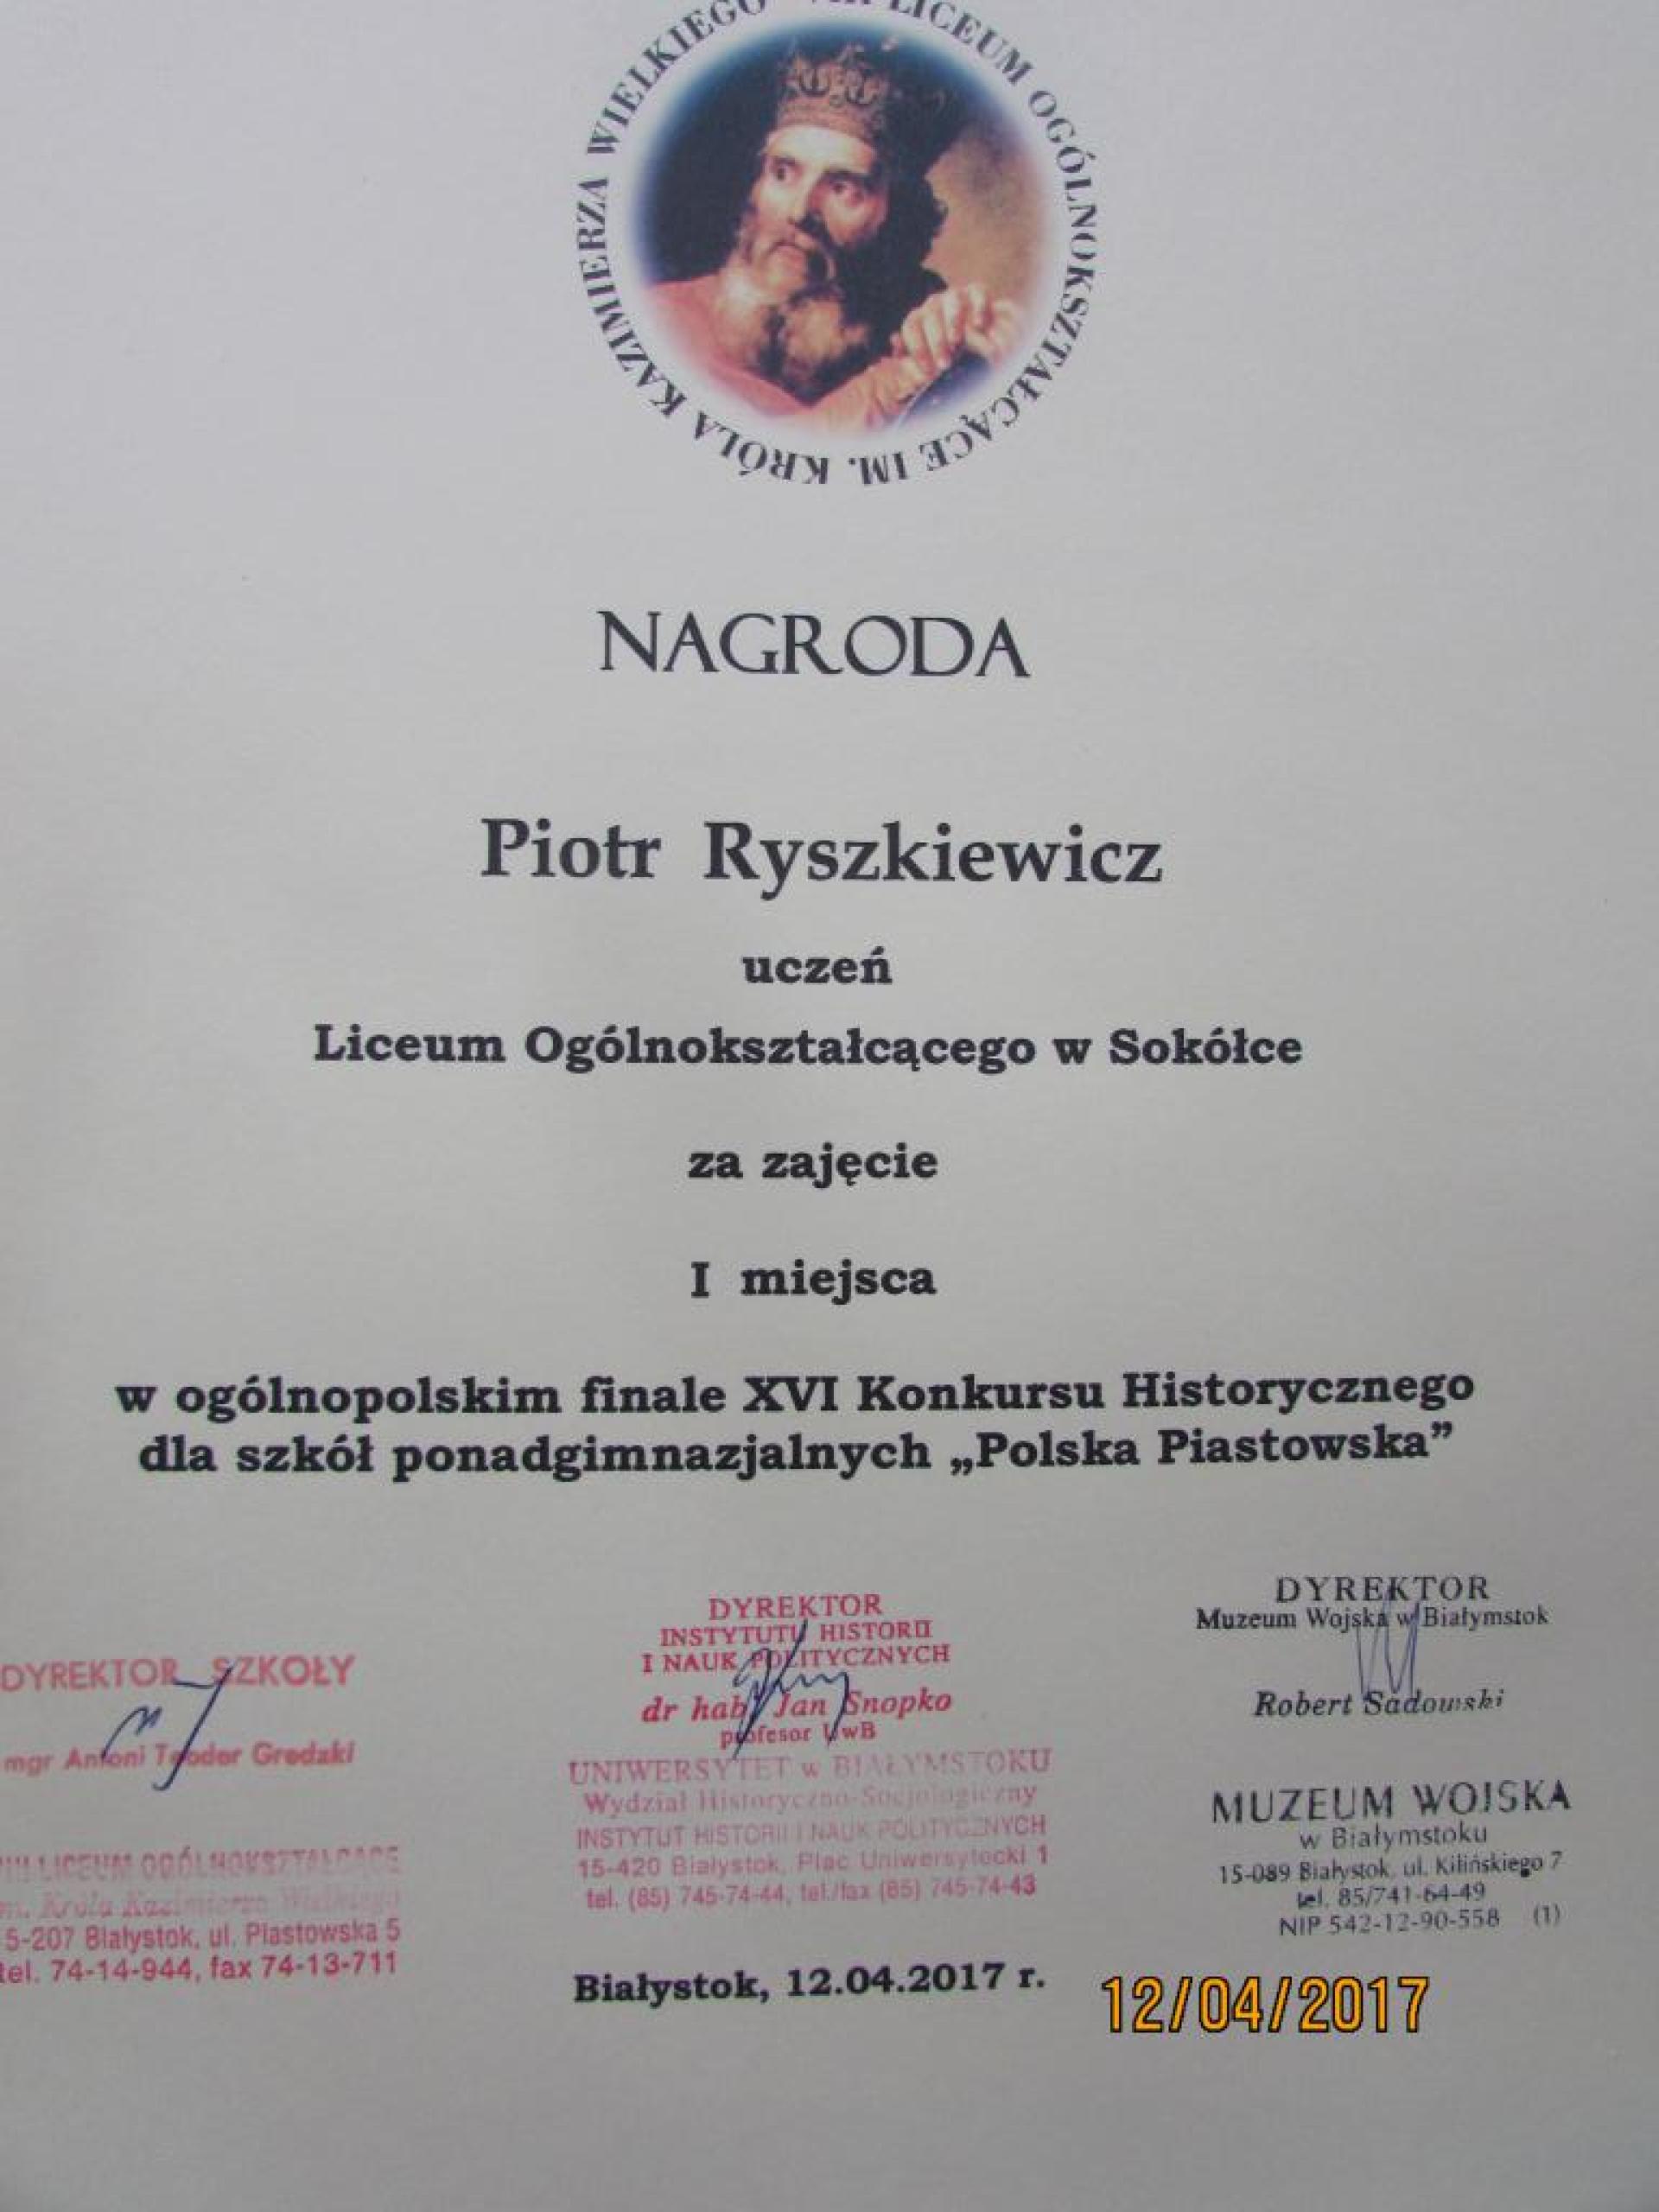 LICEUM OGÓLNOKSZTAŁCĄCE IM. KRÓLA KAZIMIERZA WIELKIEGO
NAGRODA
Piotr Ryszkiewicz
uczeń
Liceum Ogólnokształcącego w Sokółce
za zajęcie
I miejsca
w ogólnopolskim finale XVI Konkursu Historycznego
dla szkół ponadgimnazjalnych „Polska Piastowska”
DYREKTOR SZKOŁY
mgr Antoni Teodor
LICEUM OGÓLNOKSZTAŁCĄCE
Króla Kazimierza Wielkiego
5-207 Białystok, ul. Piastowska 5
tel. 74-14-944, fax 74-13-711
DYREKTOR
INSTYTUTU HISTORII
I NAUK POLITYCZNYCH
dr hab. Jan Snopko
profesor UwB
UNIWERSYTET w BIAŁYMSTOKU
Wydział Historyczno-Socjologiczny
INSTYTUT HISTORII I NAUK POLITYCZNYCH
15-420 Białystok, Plac Uniwersytecki 1
tel. (85) 745-74-44, tel./fax (85) 745-74-43
DYREKTOR
Muzeum Wojska w Białymstok
Robert Sadowski
MUZEUM WOJSKA
w Białymstoku
15-089 Białystok, ul. Kilińskiego 7
tel. 85/741-64-49
NIP 542-12-90-558 (1)
Białystok, 12.04.2017 r.
12/04/2017